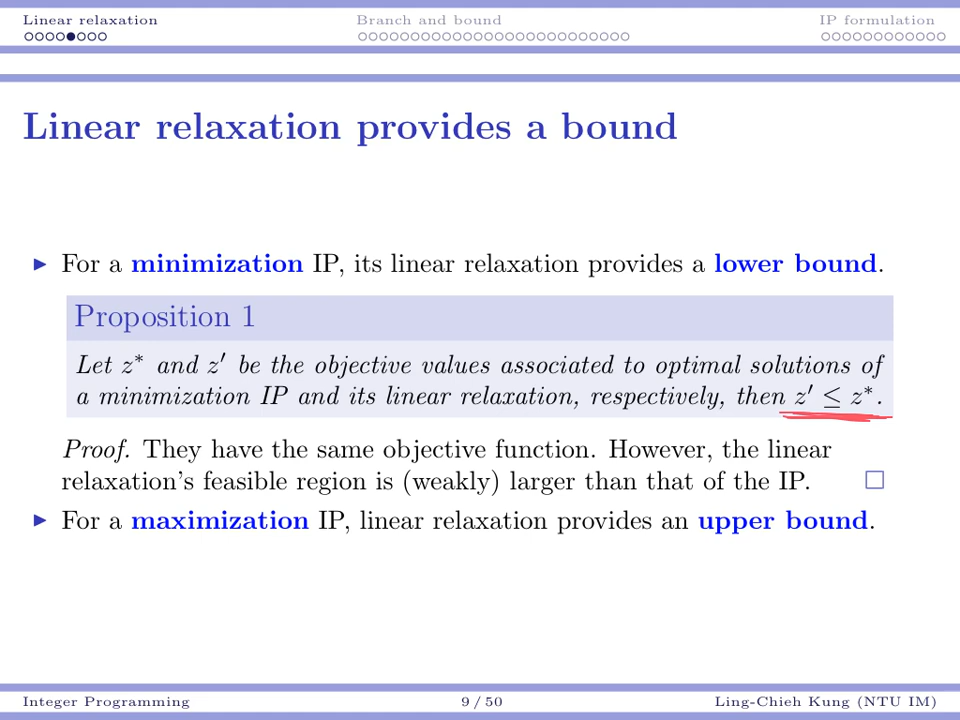 Linear relaxation Branch and bound IP formulation
Linear relaxation provides a bound
▶ For a minimization IP, its linear relaxation provides a lower bound.
Proposition 1
Let z* and z′ be the objective values associated to optimal solutions of
a minimization IP and its linear relaxation, respectively, then z′ ≤ z*.
Proof. They have the same objective function. However, the linear
relaxation's feasible region is (weakly) larger than that of the IP. □
▶ For a maximization IP, linear relaxation provides an upper bound.
Integer Programming 9 / 50 Ling-Chieh Kung (NTU IM)